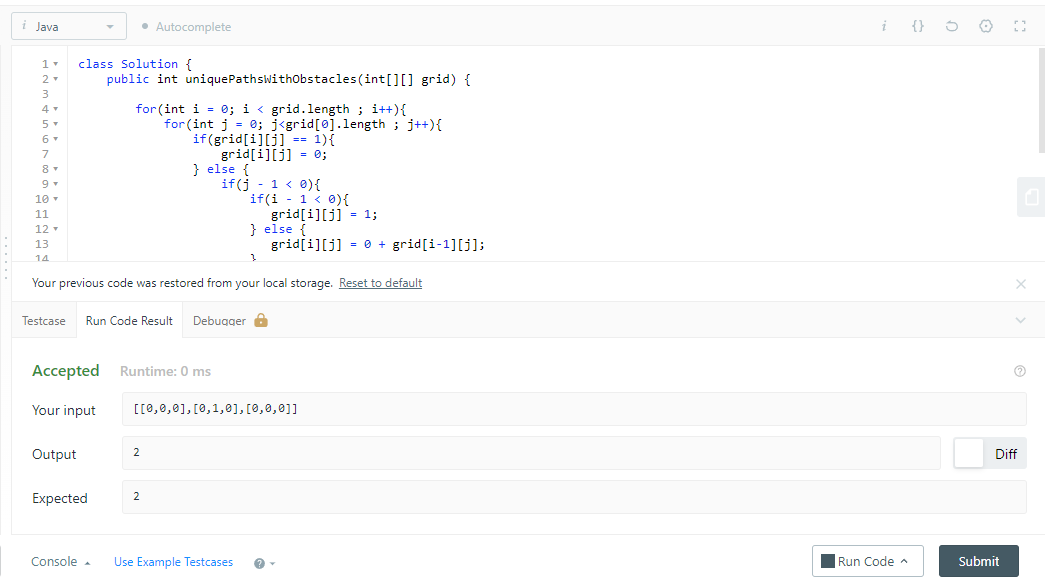 i Java
Autocomplete
i {}
1 class Solution {
2 public int uniquePathsWithObstacles(int[][] grid) {
3
4 for(int i = 0; i < grid.length ; i++){
5 for(int j = 0; j<grid[0].length ; j++){
6 if(grid[i][j] == 1){
7 grid[i][j] = 0;
8 } else {
9 if(j - 1 < 0){
10 if(i - 1 < 0){
11 grid[i][j] = 1;
12 } else {
13 grid[i][j] = 0 + grid[i-1][j];
14 }
Your previous code was restored from your local storage. Reset to default
Testcase Run Code Result Debugger
Accepted Runtime: 0 ms
Your input [[0,0,0],[0,1,0],[0,0,0]]
Output 2 Diff
Expected 2
Console Use Example Testcases ? Run Code Submit